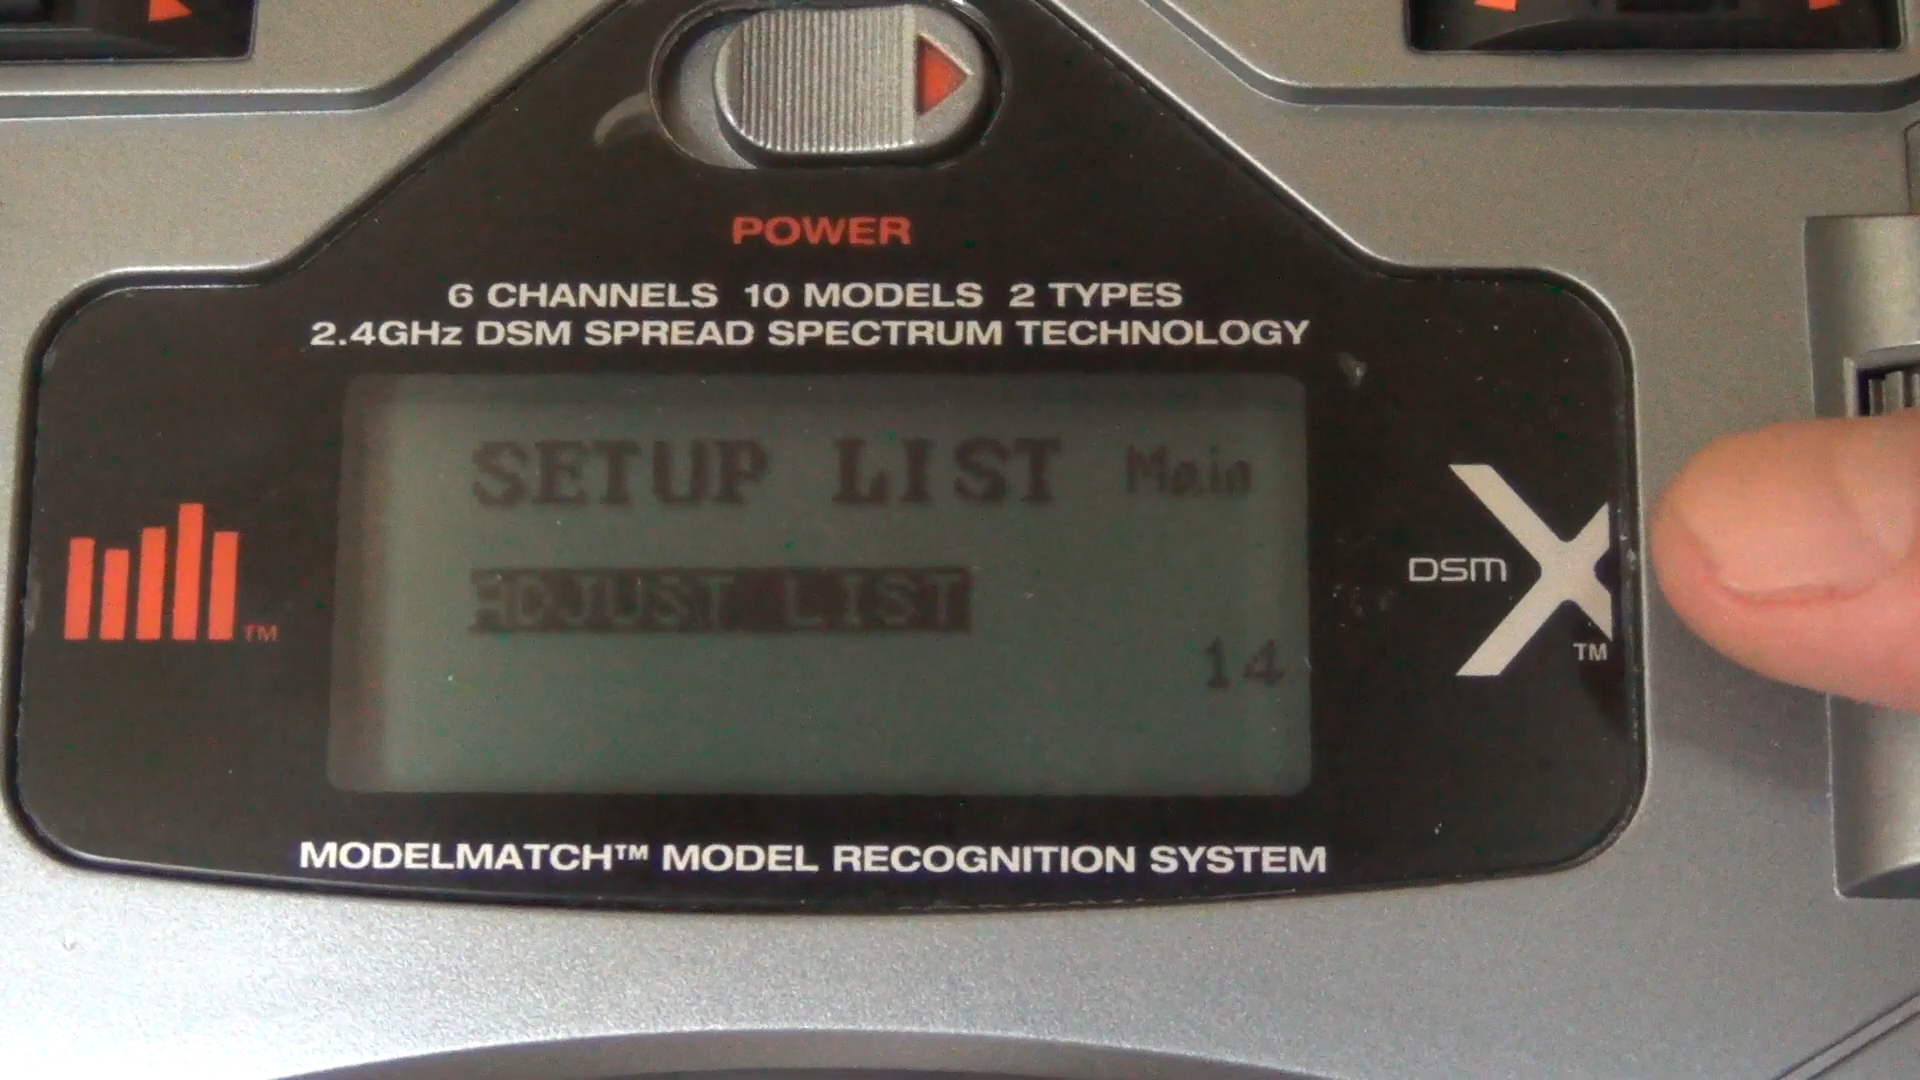 POWER
6 CHANNELS 10 MODELS 2 TYPES
2.4GHz DSM SPREAD SPECTRUM TECHNOLOGY
SETUP LIST Main
ADJUST LIST
14
DSM X TM
TM
MODELMATCH™ MODEL RECOGNITION SYSTEM